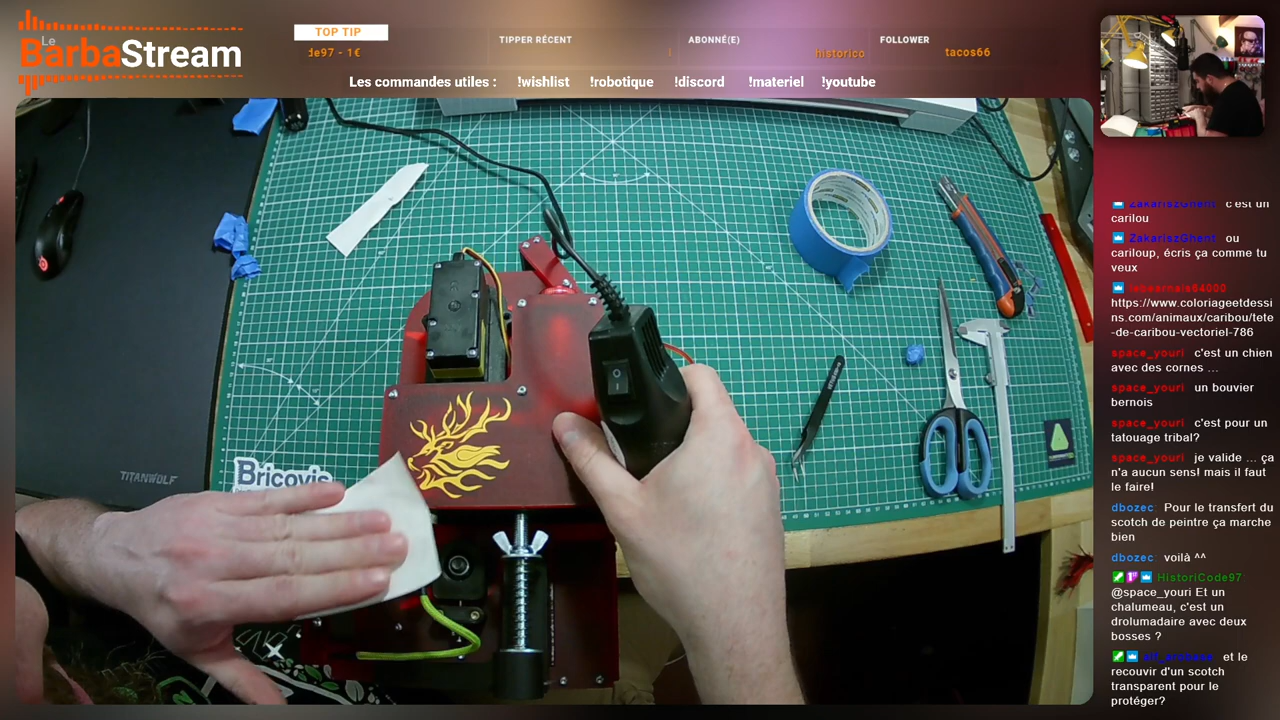 Le
BarbaStream
TOP TIP
de97 - 1€
TIPPER RÉCENT
ABONNÉ(E)
historico
FOLLOWER
tacos66
Les commandes utiles : !wishlist !robotique !discord !materiel !youtube
TITANWOLF
Bricovis
ZakariszGhent c'est un
carilou
ZakariszGhent ou
cariloup, écris ça comme tu
veux
https://www.coloriageetdessi
ns.com/animaux/caribou/tete
-de-caribou-vectoriel-786
space_youri c'est un chien
avec des cornes ...
space_youri un bouvier
bernois
space_youri c'est pour un
tatouage tribal?
space_youri je valide ... ça
n'a aucun sens! mais il faut
le faire!
dbozec: Pour le transfert du
scotch de peintre ça marche
bien
dbozec: voilà ^^
HistoriCode97
@space_youri Et un
chalumeau, c'est un
drolumadaire avec deux
bosses ?
et le
recouvir d'un scotch
transparent pour le
protéger?